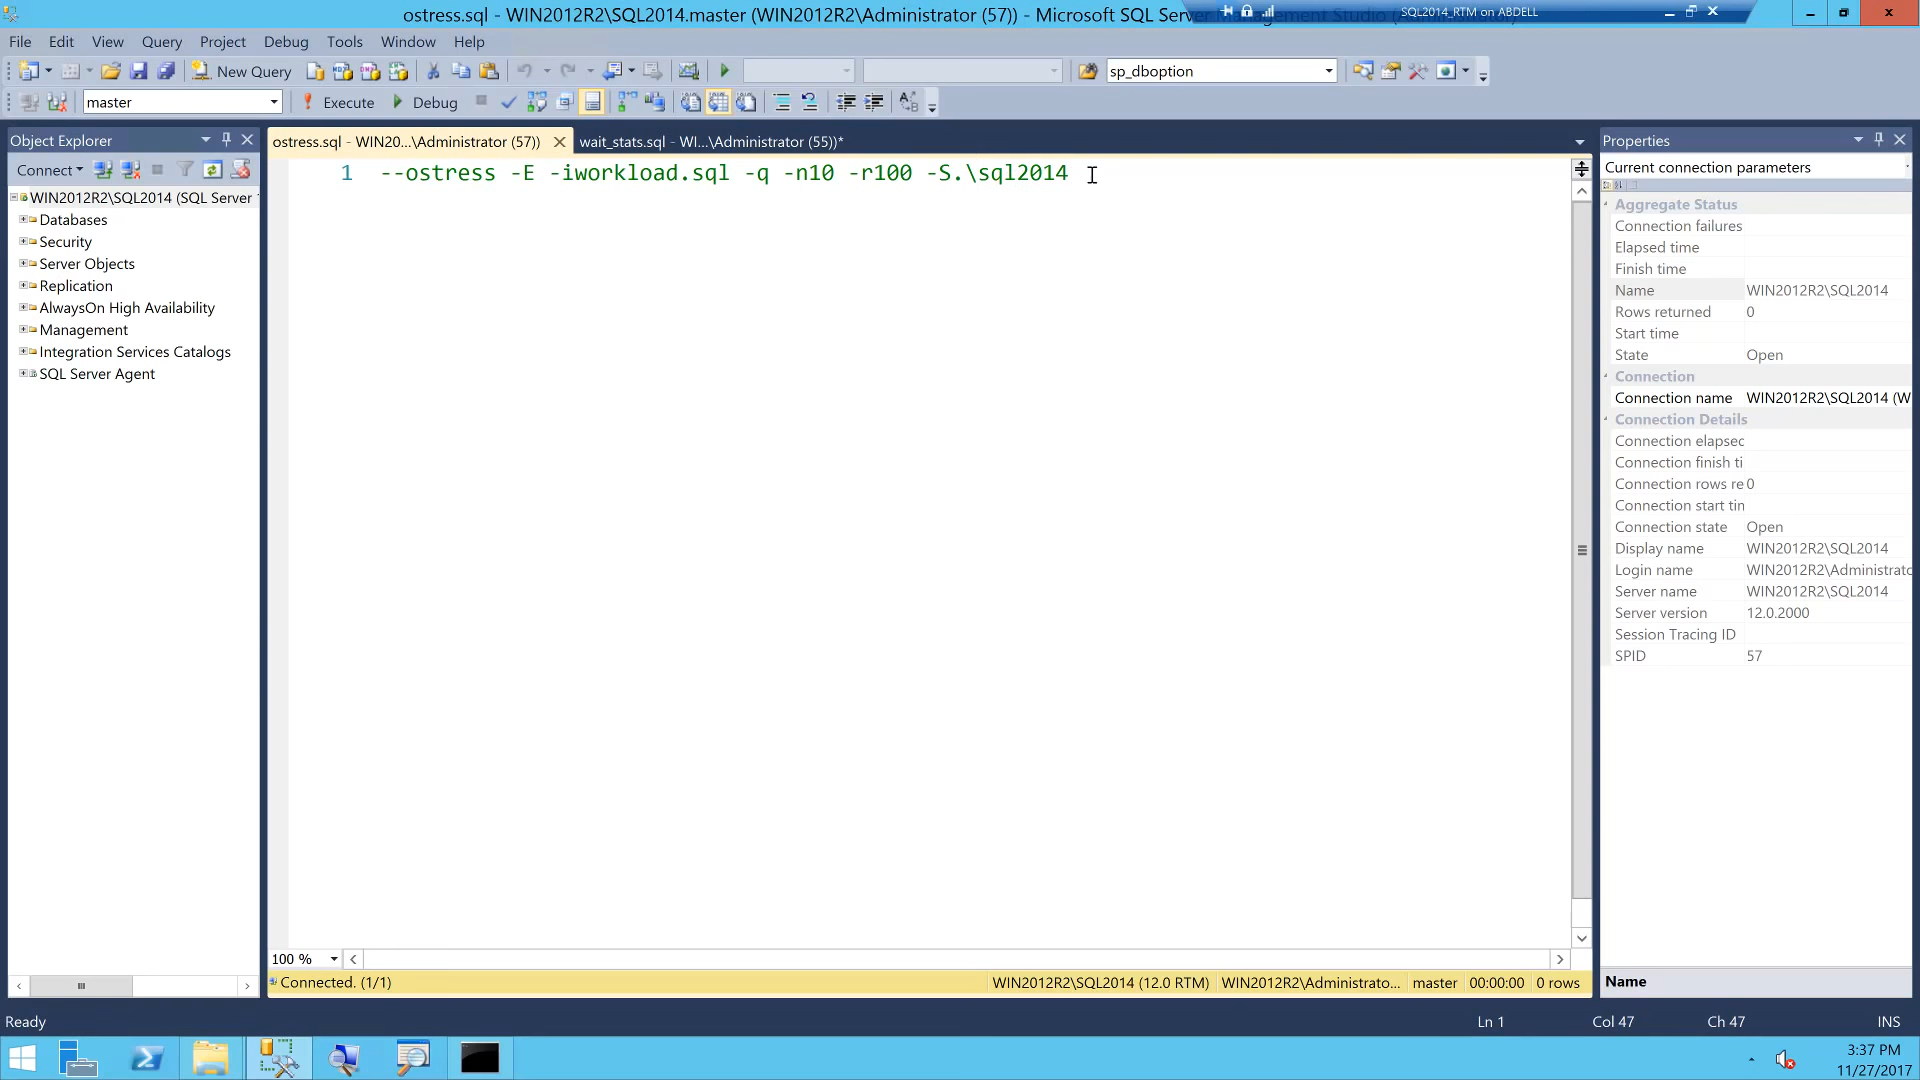 ostress.sql - WIN2012R2\SQL2014.master (WIN2012R2\Administrator (57)) - Microsoft SQL Server Management Studio
SQL2014_RTM on ABDELL
File Edit View Query Project Debug Tools Window Help
New Query
sp_dboption
master
Execute
Debug
Object Explorer
Connect
WIN2012R2\SQL2014 (SQL Server
Databases
Security
Server Objects
Replication
AlwaysOn High Availability
Management
Integration Services Catalogs
SQL Server Agent
ostress.sql - WIN20...\Administrator (57))
wait_stats.sql - WI...\Administrator (55))*
1 --ostress -E -iworkload.sql -q -n10 -r100 -S.\sql2014
100 %
Connected. (1/1)
WIN2012R2\SQL2014 (12.0 RTM)
WIN2012R2\Administrato...
master
00:00:00
0 rows
Properties
Current connection parameters
Aggregate Status
Connection failures
Elapsed time
Finish time
Name WIN2012R2\SQL2014
Rows returned 0
Start time
State Open
Connection
Connection name WIN2012R2\SQL2014 (W
Connection Details
Connection elapsec
Connection finish ti
Connection rows re 0
Connection start tin
Connection state Open
Display name WIN2012R2\SQL2014
Login name WIN2012R2\Administratc
Server name WIN2012R2\SQL2014
Server version 12.0.2000
Session Tracing ID
SPID 57
Name
Ready
Ln 1
Col 47
Ch 47
INS
3:37 PM
11/27/2017